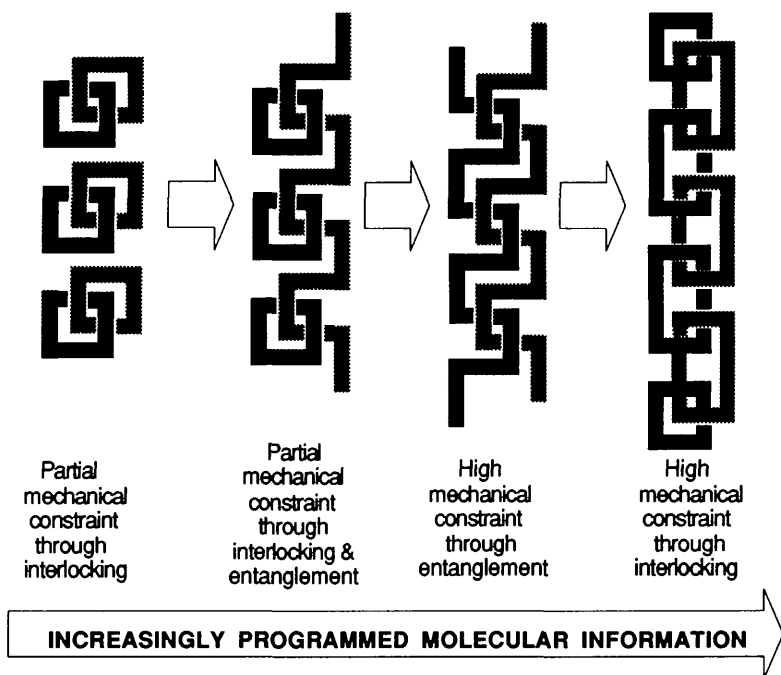 Partial
mechanical
constraint
through
interlocking
Partial
mechanical
constraint
through
interlocking &
entanglement
High
mechanical
constraint
through
entanglement
High
mechanical
constraint
through
interlocking
INCREASINGLY PROGRAMMED MOLECULAR INFORMATION